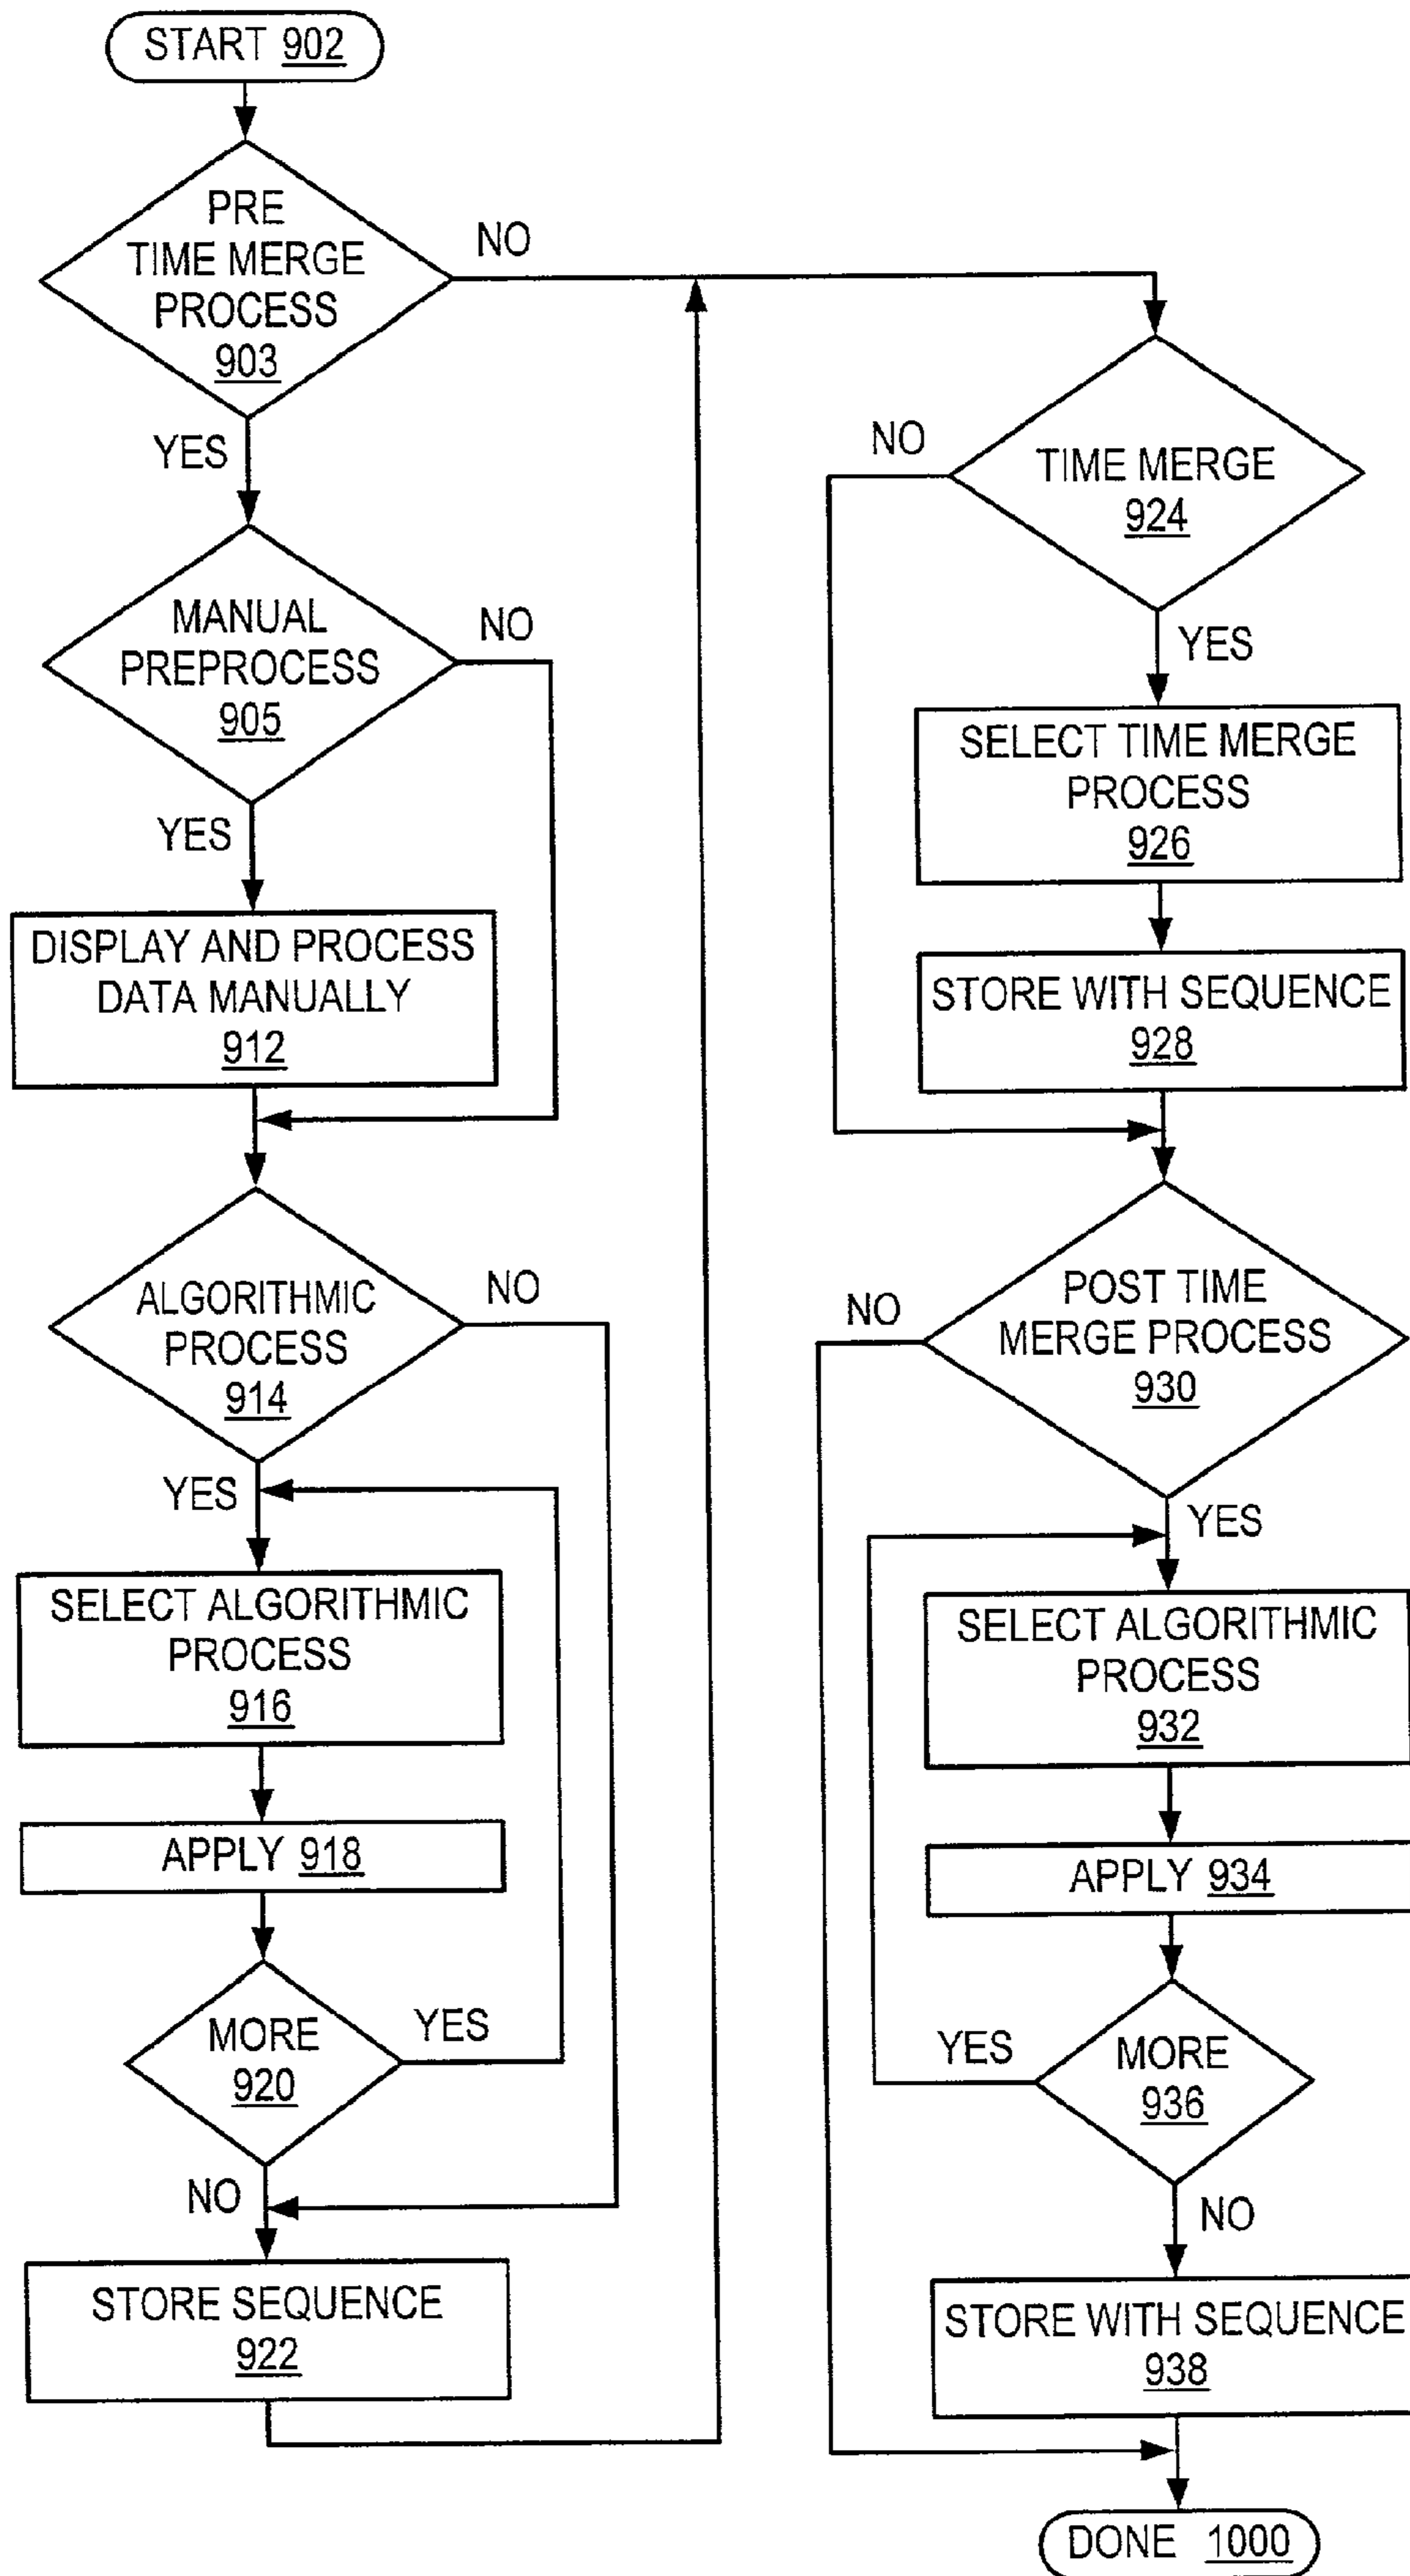 START 902
PRE
TIME MERGE
PROCESS
903
NO
YES
MANUAL
PREPROCESS
905
NO
YES
DISPLAY AND PROCESS
DATA MANUALLY
912
ALGORITHMIC
PROCESS
914
NO
YES
SELECT ALGORITHMIC
PROCESS
916
APPLY 918
MORE
920
YES
NO
STORE SEQUENCE
922
TIME MERGE
924
NO
YES
SELECT TIME MERGE
PROCESS
926
STORE WITH SEQUENCE
928
POST TIME
MERGE PROCESS
930
NO
YES
SELECT ALGORITHMIC
PROCESS
932
APPLY 934
MORE
936
YES
NO
STORE WITH SEQUENCE
938
DONE 1000